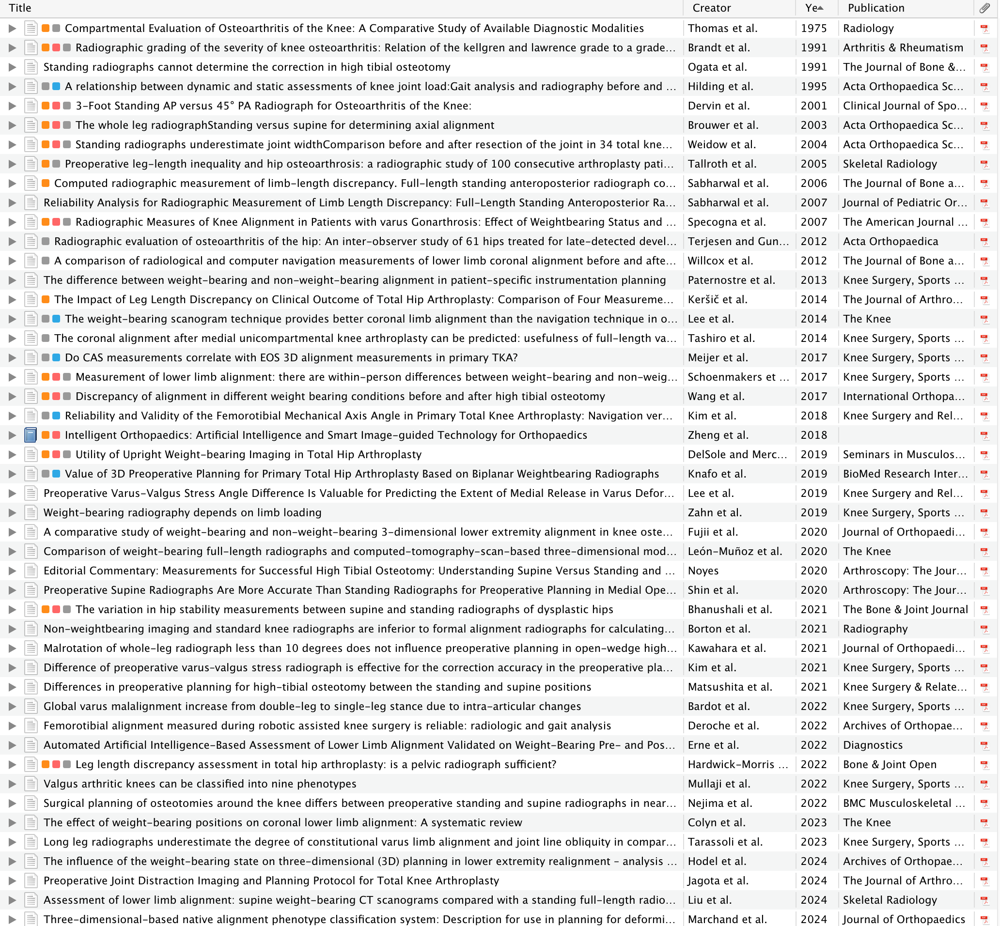 Title Creator Ye Publication
Compartmental Evaluation of Osteoarthritis of the Knee: A Comparative Study of Available Diagnostic Modalities Thomas et al. 1975 Radiology
Radiographic grading of the severity of knee osteoarthritis: Relation of the kellgren and lawrence grade to a grade... Brandt et al. 1991 Arthritis & Rheumatism
Standing radiographs cannot determine the correction in high tibial osteotomy Ogata et al. 1991 The Journal of Bone &...
A relationship between dynamic and static assessments of knee joint load:Gait analysis and radiography before and ... Hilding et al. 1995 Acta Orthopaedica Sc...
3-Foot Standing AP versus 45° PA Radiograph for Osteoarthritis of the Knee: Dervin et al. 2001 Clinical Journal of Spo...
The whole leg radiographStanding versus supine for determining axial alignment Brouwer et al. 2003 Acta Orthopaedica Sc...
Standing radiographs underestimate joint widthComparison before and after resection of the joint in 34 total kne... Weidow et al. 2004 Acta Orthopaedica Sc...
Preoperative leg-length inequality and hip osteoarthrosis: a radiographic study of 100 consecutive arthroplasty pati... Tallroth et al. 2005 Skeletal Radiology
Computed radiographic measurement of limb-length discrepancy. Full-length standing anteroposterior radiograph co... Sabharwal et al. 2006 The Journal of Bone a...
Reliability Analysis for Radiographic Measurement of Limb Length Discrepancy: Full-Length Standing Anteroposterior Ra... Sabharwal et al. 2007 Journal of Pediatric Or...
Radiographic Measures of Knee Alignment in Patients with varus Gonarthrosis: Effect of Weightbearing Status and ... Specogna et al. 2007 The American Journal ...
Radiographic evaluation of osteoarthritis of the hip: An inter-observer study of 61 hips treated for late-detected devel... Terjesen and Gun... 2012 Acta Orthopaedica
A comparison of radiological and computer navigation measurements of lower limb coronal alignment before and afte... Willcox et al. 2012 The Journal of Bone a...
The difference between weight-bearing and non-weight-bearing alignment in patient-specific instrumentation planning Paternostre et al. 2013 Knee Surgery, Sports ...
The Impact of Leg Length Discrepancy on Clinical Outcome of Total Hip Arthroplasty: Comparison of Four Measureme... Keršič et al. 2014 The Journal of Arthro...
The weight-bearing scanogram technique provides better coronal limb alignment than the navigation technique in o... Lee et al. 2014 The Knee
The coronal alignment after medial unicompartmental knee arthroplasty can be predicted: usefulness of full-length va... Tashiro et al. 2014 Knee Surgery, Sports ...
Do CAS measurements correlate with EOS 3D alignment measurements in primary TKA? Meijer et al. 2017 Knee Surgery, Sports ...
Measurement of lower limb alignment: there are within-person differences between weight-bearing and non-weig... Schoenmakers et ... 2017 Knee Surgery, Sports ...
Discrepancy of alignment in different weight bearing conditions before and after high tibial osteotomy Wang et al. 2017 International Orthopa...
Reliability and Validity of the Femorotibial Mechanical Axis Angle in Primary Total Knee Arthroplasty: Navigation ver... Kim et al. 2018 Knee Surgery and Rel...
Intelligent Orthopaedics: Artificial Intelligence and Smart Image-guided Technology for Orthopaedics Zheng et al. 2018
Utility of Upright Weight-bearing Imaging in Total Hip Arthroplasty DelSole and Merc... 2019 Seminars in Musculos...
Value of 3D Preoperative Planning for Primary Total Hip Arthroplasty Based on Biplanar Weightbearing Radiographs Knafo et al. 2019 BioMed Research Inter...
Preoperative Varus-Valgus Stress Angle Difference Is Valuable for Predicting the Extent of Medial Release in Varus Defor... Lee et al. 2019 Knee Surgery and Rel...
Weight-bearing radiography depends on limb loading Zahn et al. 2019 Knee Surgery, Sports ...
A comparative study of weight-bearing and non-weight-bearing 3-dimensional lower extremity alignment in knee oste... Fujii et al. 2020 Journal of Orthopaedi...
Comparison of weight-bearing full-length radiographs and computed-tomography-scan-based three-dimensional mod... León-Muñoz et al. 2020 The Knee
Editorial Commentary: Measurements for Successful High Tibial Osteotomy: Understanding Supine Versus Standing and ... Noyes 2020 Arthroscopy: The Jour...
Preoperative Supine Radiographs Are More Accurate Than Standing Radiographs for Preoperative Planning in Medial Ope... Shin et al. 2020 Arthroscopy: The Jour...
The variation in hip stability measurements between supine and standing radiographs of dysplastic hips Bhanushali et al. 2021 The Bone & Joint Journal
Non-weightbearing imaging and standard knee radiographs are inferior to formal alignment radiographs for calculating... Borton et al. 2021 Radiography
Malrotation of whole-leg radiograph less than 10 degrees does not influence preoperative planning in open-wedge high... Kawahara et al. 2021 Journal of Orthopaedi...
Difference of preoperative varus-valgus stress radiograph is effective for the correction accuracy in the preoperative pla... Kim et al. 2021 Knee Surgery, Sports ...
Differences in preoperative planning for high-tibial osteotomy between the standing and supine positions Matsushita et al. 2021 Knee Surgery & Relate...
Global varus malalignment increase from double-leg to single-leg stance due to intra-articular changes Bardot et al. 2022 Knee Surgery, Sports ...
Femorotibial alignment measured during robotic assisted knee surgery is reliable: radiologic and gait analysis Deroche et al. 2022 Archives of Orthopae...
Automated Artificial Intelligence-Based Assessment of Lower Limb Alignment Validated on Weight-Bearing Pre- and Pos... Erne et al. 2022 Diagnostics
Leg length discrepancy assessment in total hip arthroplasty: is a pelvic radiograph sufficient? Hardwick-Morris ... 2022 Bone & Joint Open
Valgus arthritic knees can be classified into nine phenotypes Mullaji et al. 2022 Knee Surgery, Sports ...
Surgical planning of osteotomies around the knee differs between preoperative standing and supine radiographs in near... Nejima et al. 2022 BMC Musculoskeletal ...
The effect of weight-bearing positions on coronal lower limb alignment: A systematic review Colyn et al. 2023 The Knee
Long leg radiographs underestimate the degree of constitutional varus limb alignment and joint line obliquity in compar... Tarassoli et al. 2023 Knee Surgery, Sports ...
The influence of the weight-bearing state on three-dimensional (3D) planning in lower extremity realignment – analysis ... Hodel et al. 2024 Archives of Orthopae...
Preoperative Joint Distraction Imaging and Planning Protocol for Total Knee Arthroplasty Jagota et al. 2024 The Journal of Arthro...
Assessment of lower limb alignment: supine weight-bearing CT scanograms compared with a standing full-length radio... Liu et al. 2024 Skeletal Radiology
Three-dimensional-based native alignment phenotype classification system: Description for use in planning for deformi... Marchand et al. 2024 Journal of Orthopaedics